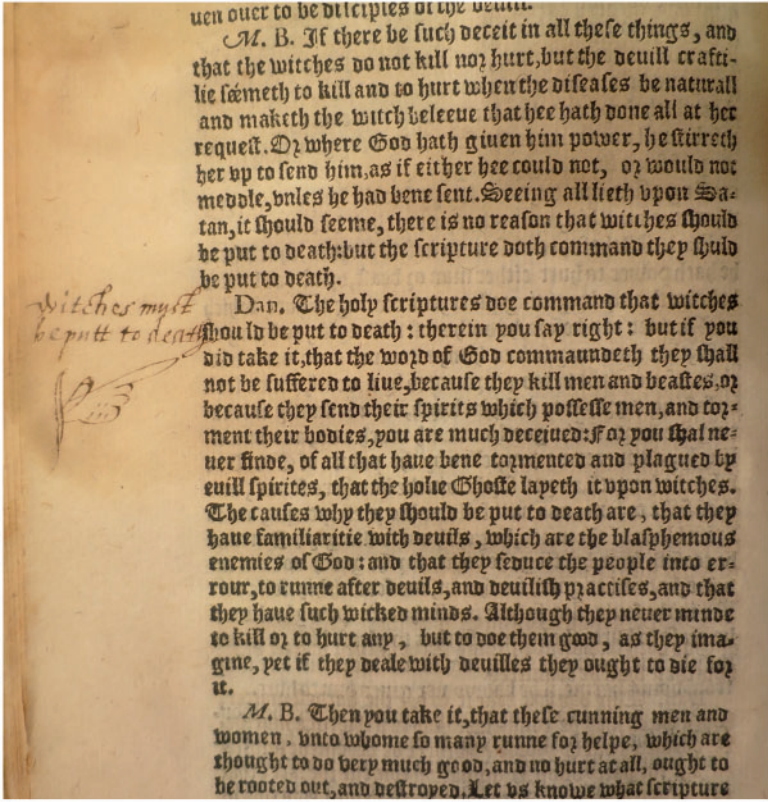 uen ouer to be disciples of the deuill.
M. B. If there be such deceit in all these things, and
that the witches do not kill nor hurt, but the deuill crafti-
lie séemeth to kill and to hurt when the diseases be naturall
and maketh the witch beleeue that hee hath done all at her
request. Or where God hath giuen him power, he stirreth
her vp to send him, as if either hee could not, or would not
meddle, vnles he had bene sent. Seeing all lieth vpon Sa-
tan, it should seeme, there is no reason that witches should
be put to death: but the scripture doth command they shuld
be put to death.
witches must
be putt to death
Dan. The holy scriptures doe command that witches
should be put to death: therein you say right: but if you
did take it, that the word of God commaundeth they shall
not be suffered to liue, because they kill men and beastes, or
because they send their spirits which possesse men, and tor-
ment their bodies, you are much deceiued: For you shal ne-
uer finde, of all that haue bene tormented and plagued by
euill spirites, that the holie Ghoste layeth it vpon witches.
The causes why they should be put to death are, that they
haue familiaritie with deuils, which are the blasphemous
enemies of God: and that they seduce the people into er-
rour, to runne after deuils, and deuilish practises, and that
they haue such wicked minds. Although they neuer minde
to kill or to hurt any, but to doe them good, as they ima-
gine, yet if they deale with deuilles they ought to die for
it.
M. B. Then you take it, that these cunning men and
women, vnto whome so many runne for helpe, which are
thought to do very much good, and no hurt at all, ought to
be rooted out, and destroyed. Let vs knowe what scripture